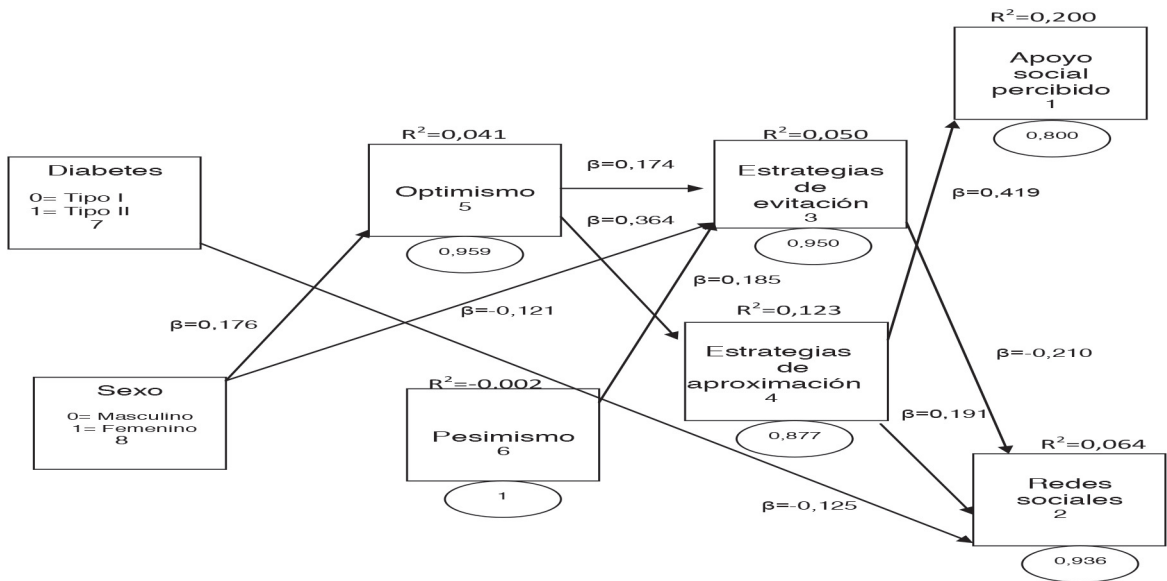 R²=0,200
Apoyo
social
percibido
1
0,800
R²=0,041
Optimismo
5
0,959
R²=0,050
Estrategias
de
evitación
3
0,950
Diabetes
0= Tipo I
1= Tipo II
7
β=0,174
β=0,364
β=0,419
β=0,185
β=0,176
β=-0,121
R²=0,123
Estrategias
de
aproximación
4
0,877
β=-0,210
Sexo
0= Masculino
1= Femenino
8
R²=-0,002
Pesimismo
6
1
β=0,191
β=-0,125
R²=0,064
Redes
sociales
2
0,936